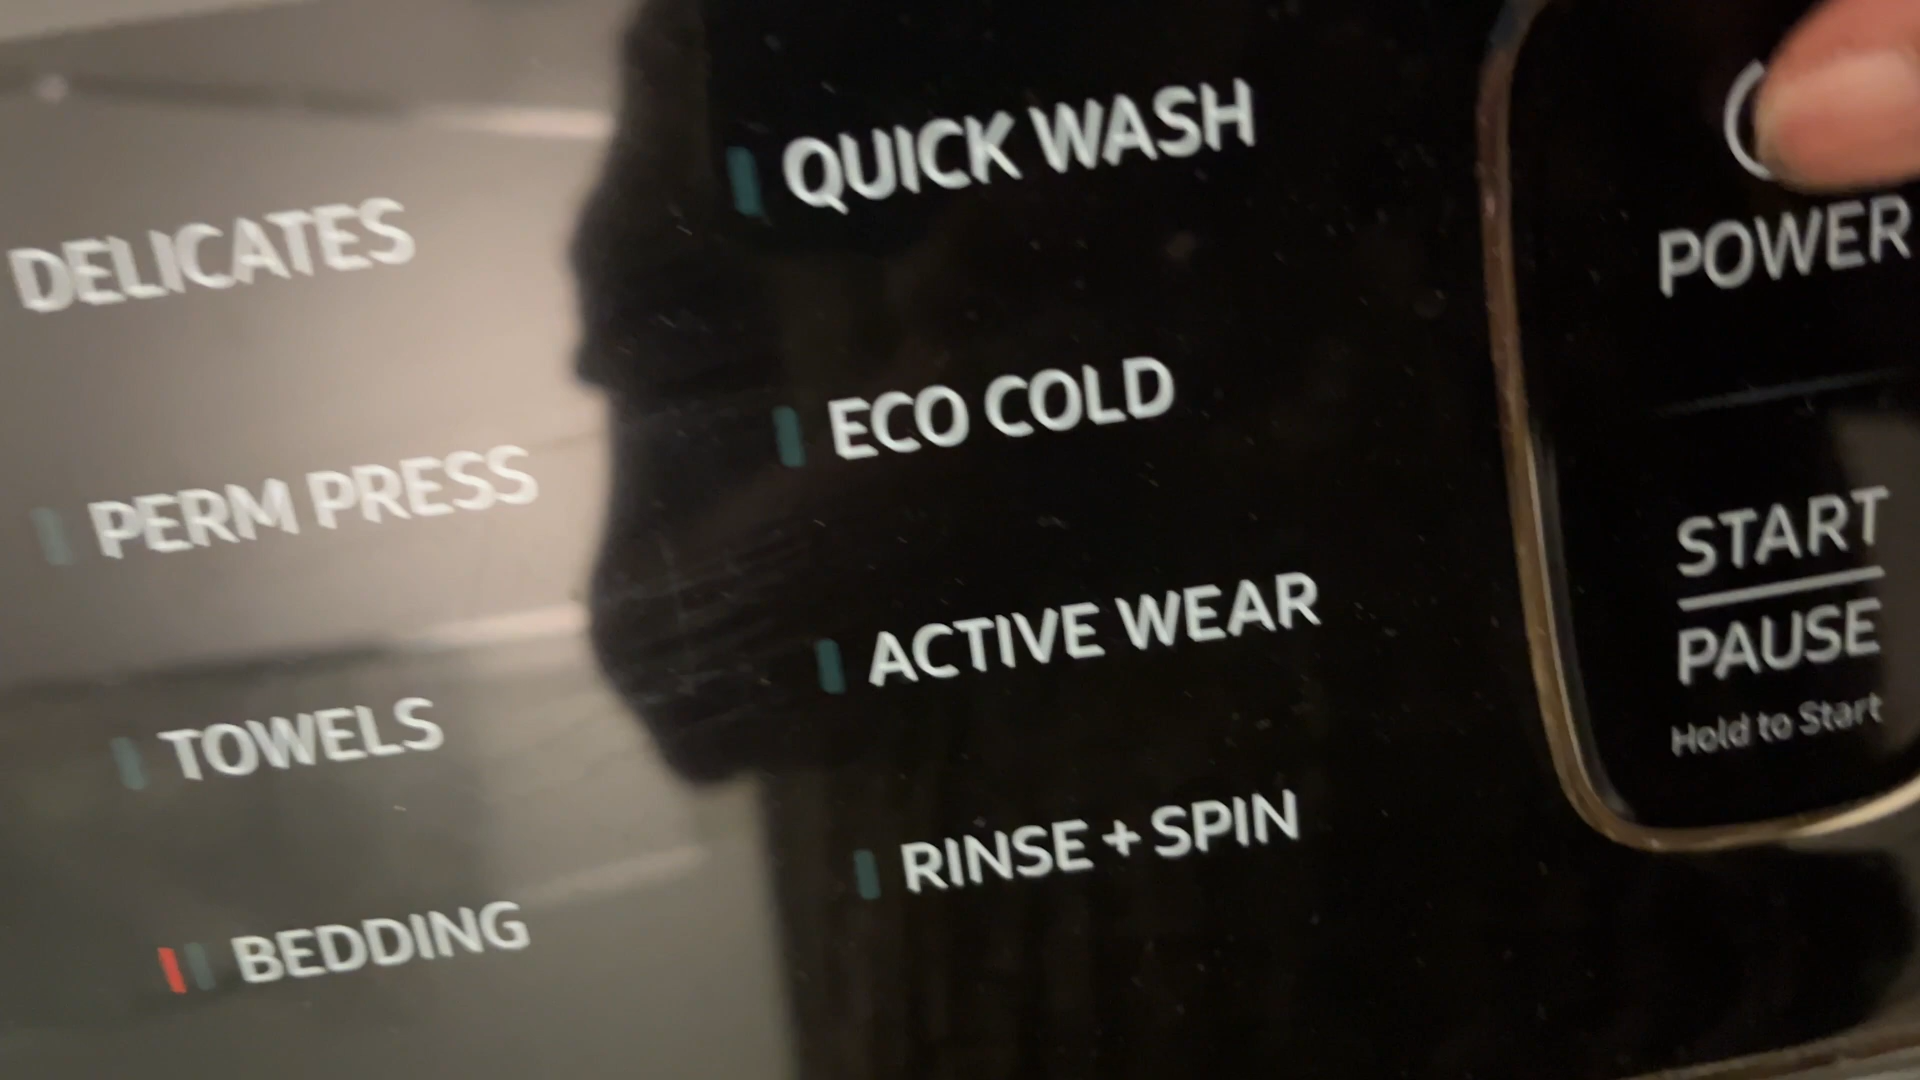 DELICATES
PERM PRESS
TOWELS
BEDDING
QUICK WASH
ECO COLD
ACTIVE WEAR
RINSE + SPIN
POWER
START
PAUSE
Hold to Start